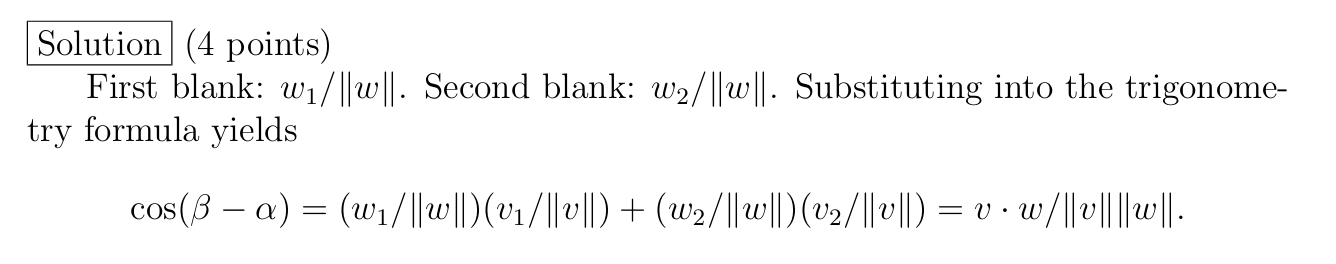 Solution (4 points)
First blank: w₁/‖w‖. Second blank: w₂/‖w‖. Substituting into the trigonome-
try formula yields
cos(β − α) = (w₁/‖w‖)(v₁/‖v‖) + (w₂/‖w‖)(v₂/‖v‖) = v · w/‖v‖‖w‖.